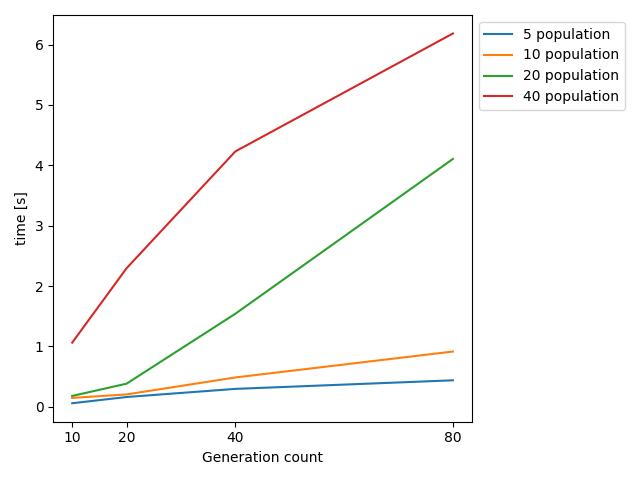 5 population
10 population
20 population
40 population
6
5
4
3
2
1
0
time [s]
10 20 40 80
Generation count